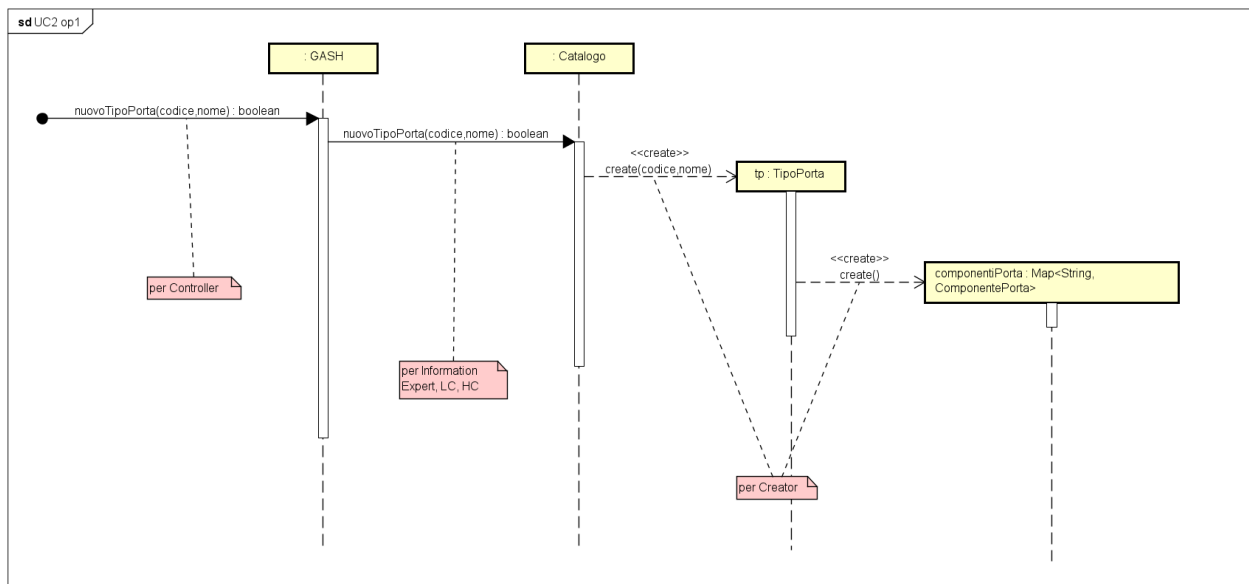 sd UC2 op1
: GASH
: Catalogo
nuovoTipoPorta(codice,nome) : boolean
nuovoTipoPorta(codice,nome) : boolean
<<create>>
create(codice,nome)
tp : TipoPorta
<<create>>
create()
componentiPorta : Map<String,
ComponentePorta>
per Controller
per Information
Expert, LC, HC
per Creator